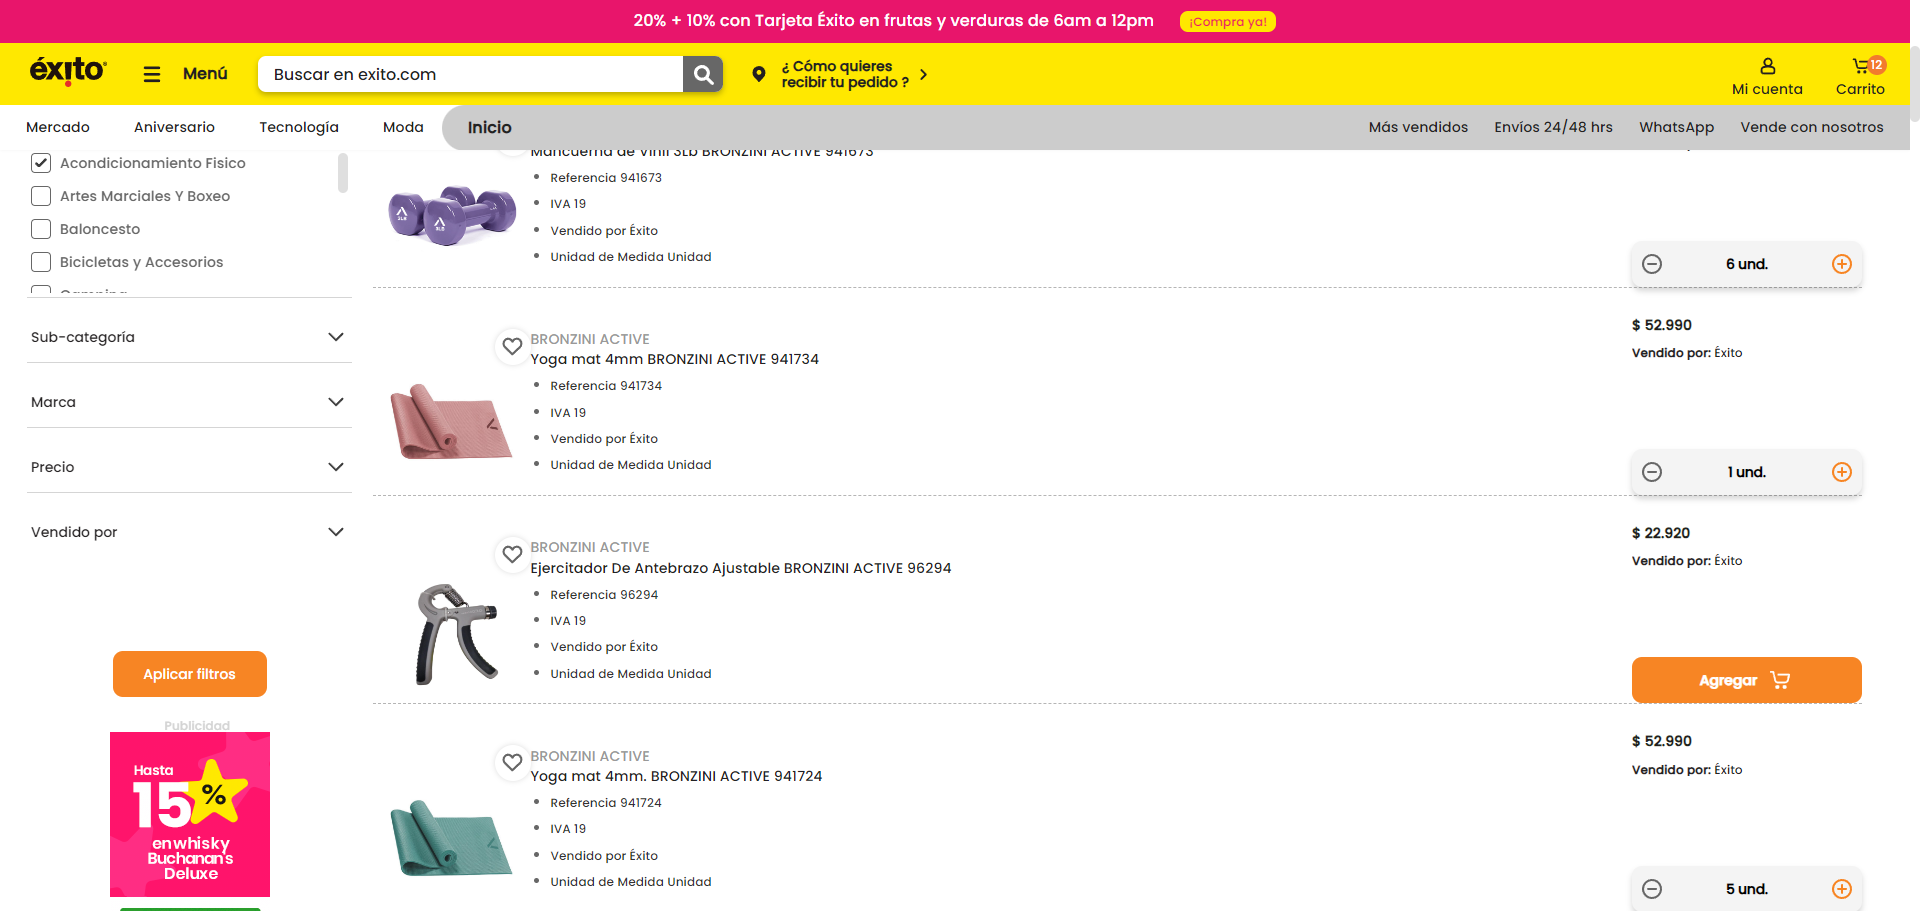 20% + 10% con Tarjeta Éxito en frutas y verduras de 6am a 12pm
¡Compra ya!
éxito
Menú
Buscar en exito.com
¿ Cómo quieres
recibir tu pedido ?
Mi cuenta
12
Carrito
Mercado
Aniversario
Tecnología
Moda
Inicio
Más vendidos
Envíos 24/48 hrs
WhatsApp
Vende con nosotros
Acondicionamiento Fisico
Artes Marciales Y Boxeo
Baloncesto
Bicicletas y Accesorios
Camping
Sub-categoría
Marca
Precio
Vendido por
Aplicar filtros
Publicidad
Hasta
15%
en whisky
Buchanan's
Deluxe
Mancuerna de Vinil 3Lb BRONZINI ACTIVE 941673
Referencia 941673
IVA 19
Vendido por Éxito
Unidad de Medida Unidad
3LB
3LB
6 und.
BRONZINI ACTIVE
Yoga mat 4mm BRONZINI ACTIVE 941734
Referencia 941734
IVA 19
Vendido por Éxito
Unidad de Medida Unidad
$ 52.990
Vendido por: Éxito
1 und.
BRONZINI ACTIVE
Ejercitador De Antebrazo Ajustable BRONZINI ACTIVE 96294
Referencia 96294
IVA 19
Vendido por Éxito
Unidad de Medida Unidad
$ 22.920
Vendido por: Éxito
Agregar
BRONZINI ACTIVE
Yoga mat 4mm. BRONZINI ACTIVE 941724
Referencia 941724
IVA 19
Vendido por Éxito
Unidad de Medida Unidad
$ 52.990
Vendido por: Éxito
5 und.